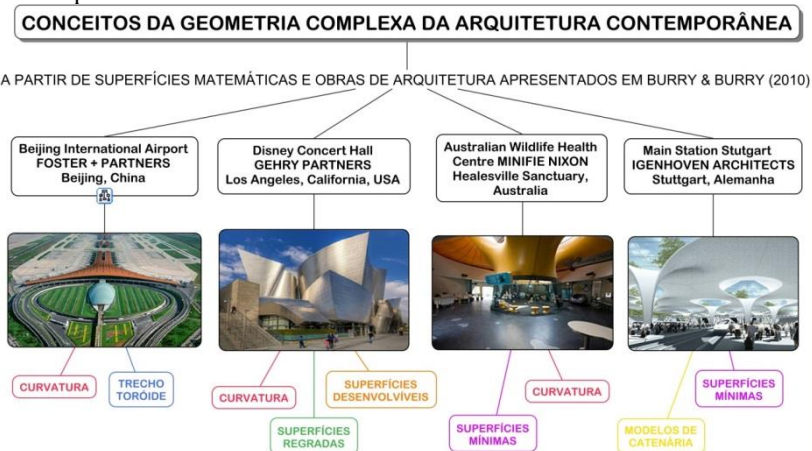 CONCEITOS DA GEOMETRIA COMPLEXA DA ARQUITETURA CONTEMPORÂNEA
A PARTIR DE SUPERFÍCIES MATEMÁTICAS E OBRAS DE ARQUITETURA APRESENTADOS EM BURRY & BURRY (2010)
Beijing International Airport
FOSTER + PARTNERS
Beijing, China
Disney Concert Hall
GEHRY PARTNERS
Los Angeles, California, USA
Australian Wildlife Health
Centre MINIFIE NIXON
Healesville Sanctuary,
Australia
Main Station Stutgart
IGENHOVEN ARCHITECTS
Stuttgart, Alemanha
CURVATURA
TRECHO
TORÓIDE
CURVATURA
SUPERFÍCIES
REGRADAS
SUPERFÍCIES
DESENVOLVÍVEIS
SUPERFÍCIES
MÍNIMAS
CURVATURA
MODELOS DE
CATENÁRIA
SUPERFÍCIES
MÍNIMAS